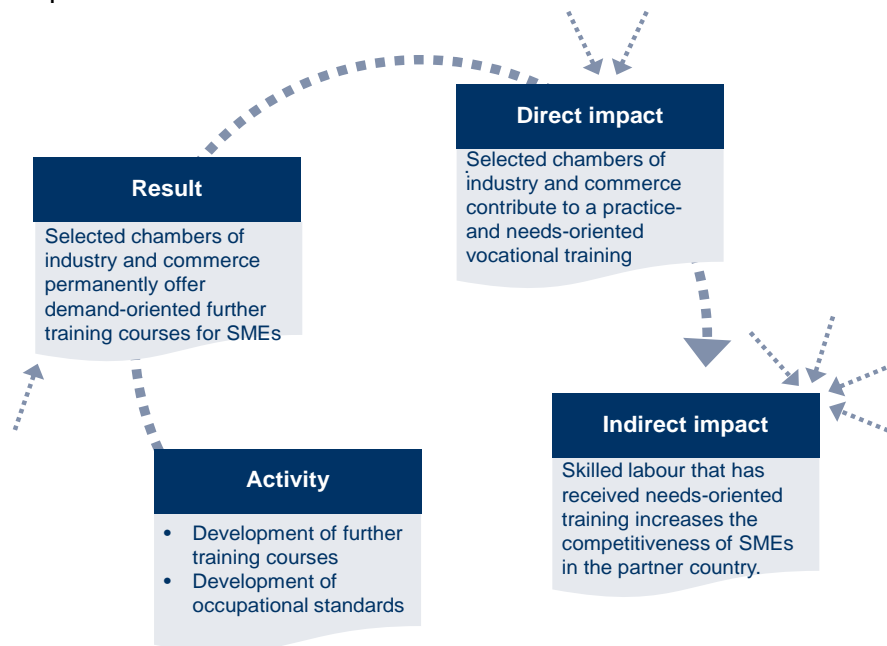 Direct impact
Selected chambers of
industry and commerce
contribute to a practice-
and needs-oriented
vocational training
Result
Selected chambers of
industry and commerce
permanently offer
demand-oriented further
training courses for SMEs
Indirect impact
Skilled labour that has
received needs-oriented
training increases the
competitiveness of SMEs
in the partner country.
Activity
• Development of further
training courses
• Development of
occupational standards